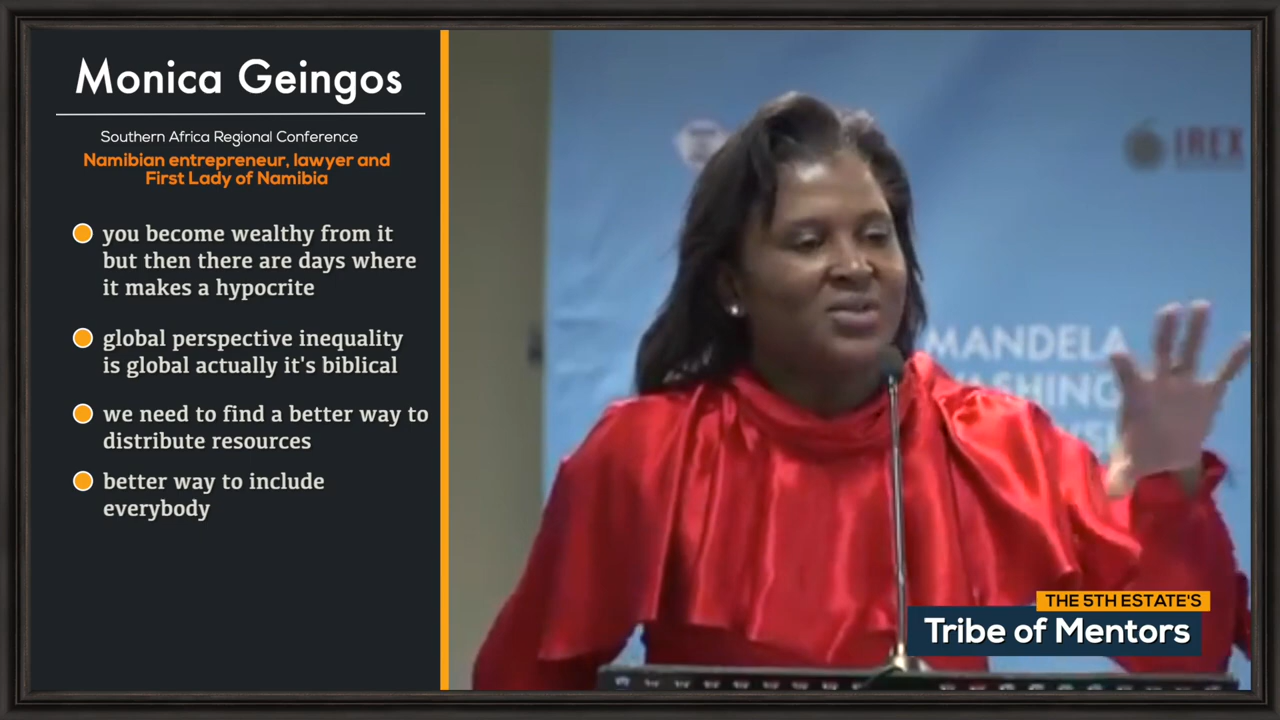 Monica Geingos
Southern Africa Regional Conference
Namibian entrepreneur, lawyer and
First Lady of Namibia
you become wealthy from it
but then there are days where
it makes a hypocrite
global perspective inequality
is global actually it's biblical
we need to find a better way to
distribute resources
better way to include
everybody
IREX
MANDELA
WASHING
THE 5TH ESTATE'S
Tribe of Mentors